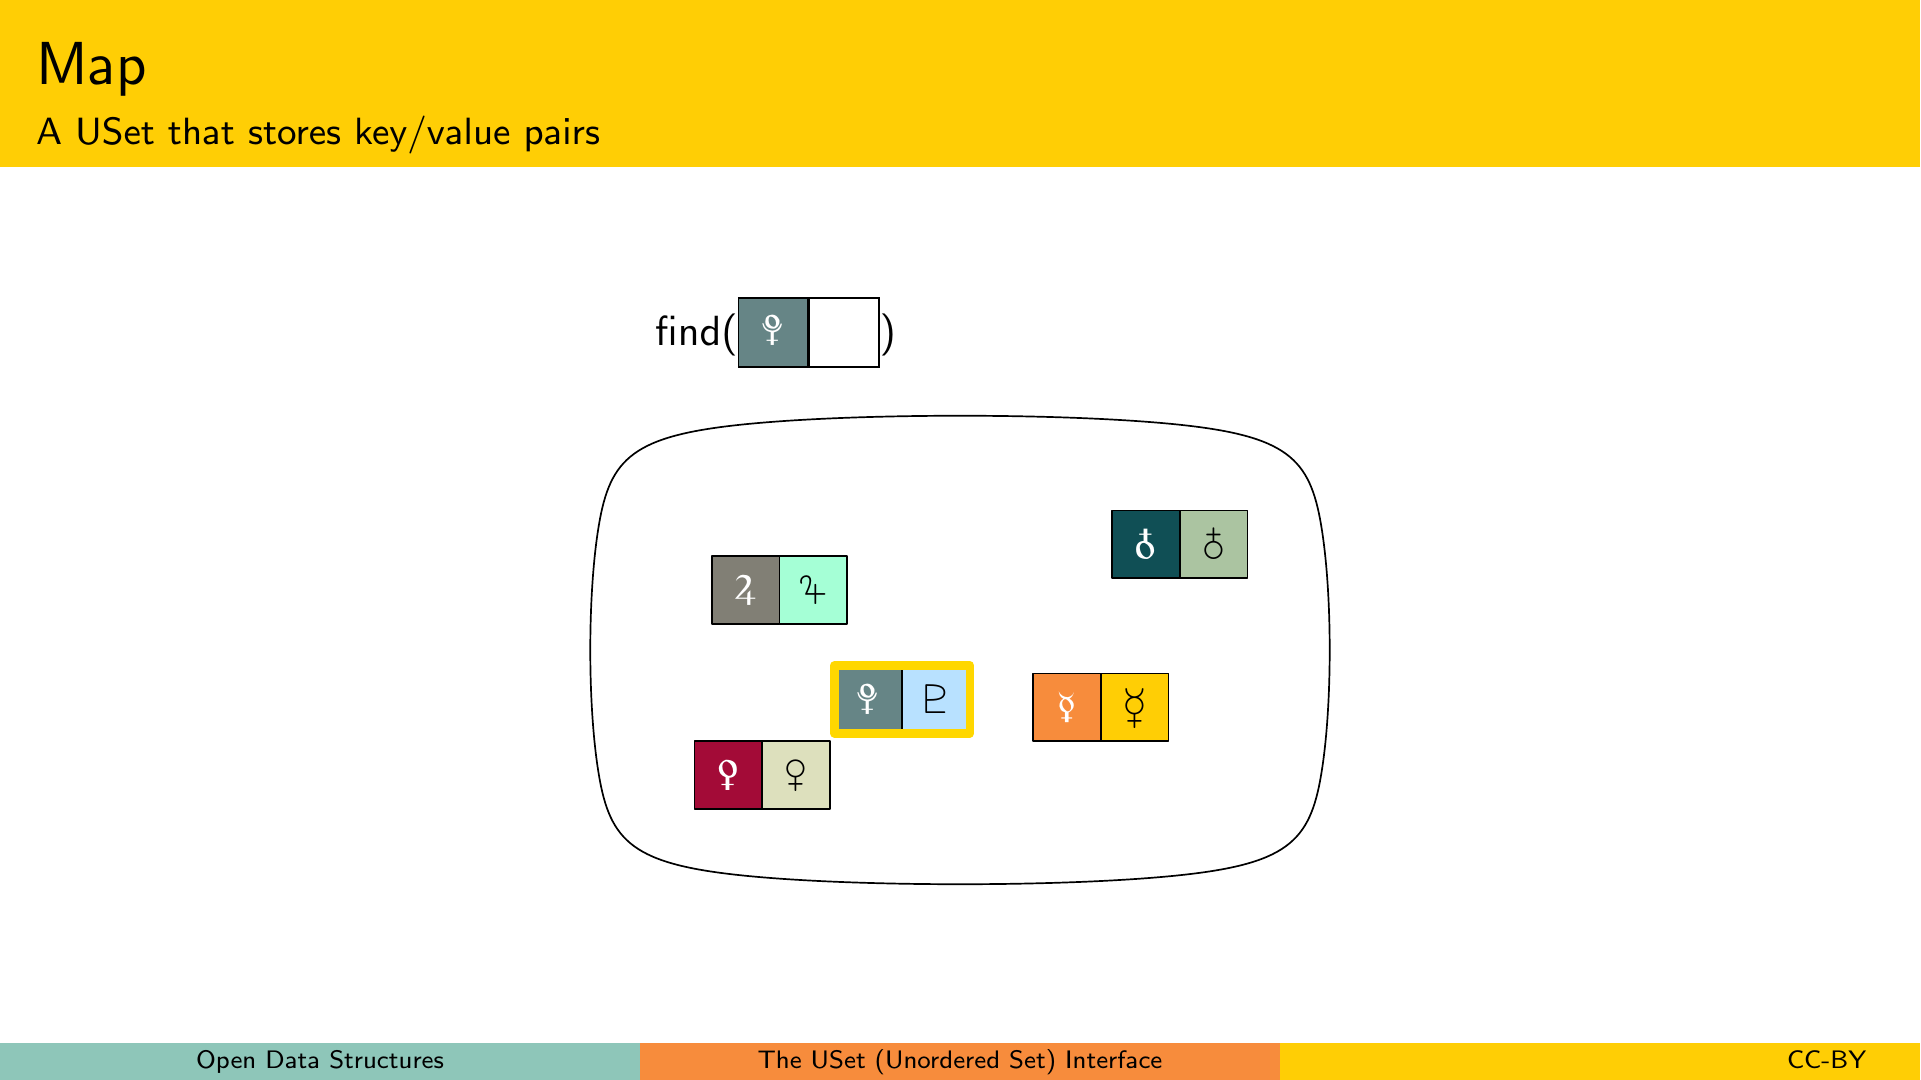 Map
A USet that stores key/value pairs
find(⯓ )
♁ ♁
♃ ♃
⯓ ♇
☿ ☿
♀ ♀
Open Data Structures
The USet (Unordered Set) Interface
CC-BY